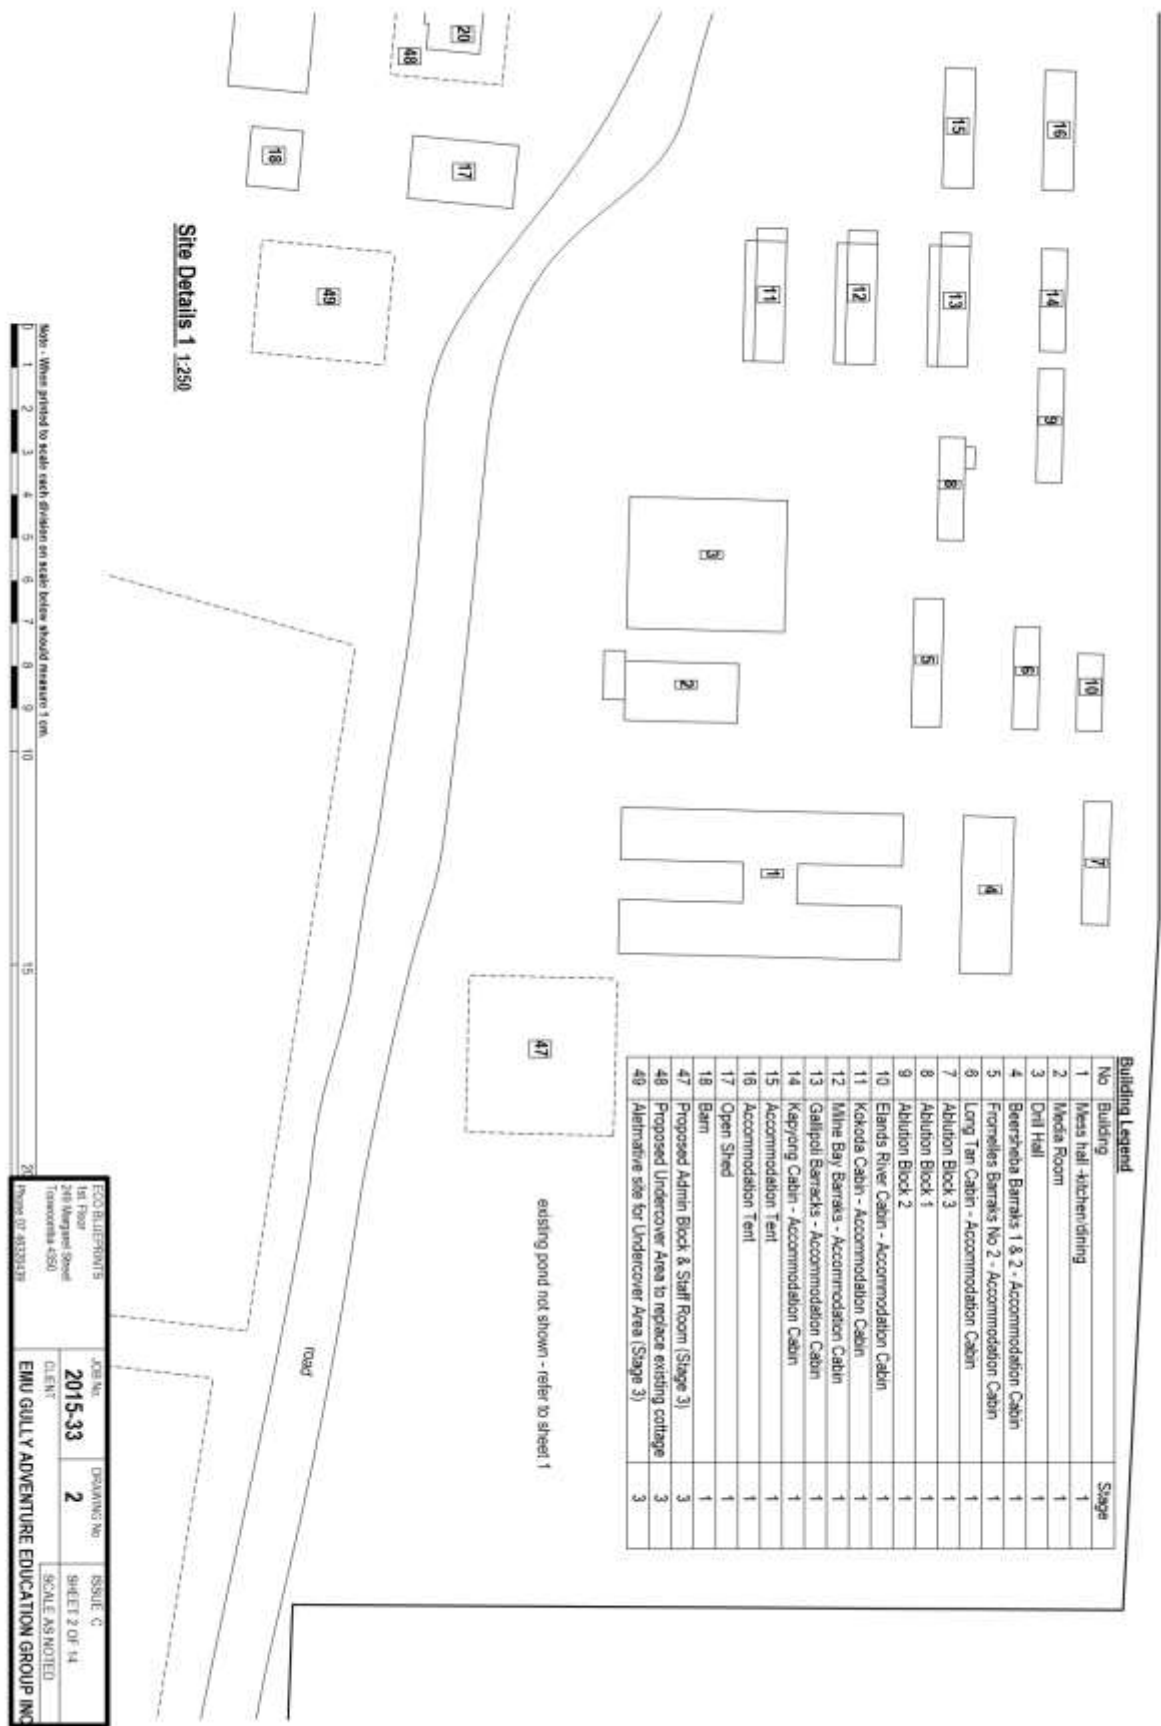 Building Legend
No Building Stage
1 Mess hall -kitchen/dining 1
2 Media Room 1
3 Drill Hall 1
4 Beersheba Barraks 1 & 2 - Accommodation Cabin 1
5 Fromelles Barraks No 2 - Accommodation Cabin 1
6 Long Tan Cabin - Accommodation Cabin 1
7 Ablution Block 3 1
8 Ablution Block 1 1
9 Ablution Block 2 1
10 Elands River Cabin - Accommodation Cabin 1
11 Kokoda Cabin - Accommodation Cabin 1
12 Milne Bay Barraks - Accommodation Cabin 1
13 Gallipoli Barracks - Accommodation Cabin 1
14 Kapyong Cabin - Accommodation Cabin 1
15 Accommodation Tent 1
16 Accommodation Tent 1
17 Open Shed 1
18 Barn 1
47 Proposed Admin Block & Staff Room (Stage 3) 3
48 Proposed Undercover Area to replace existing cottage 3
49 Aletrnative site for Undercover Area (Stage 3) 3
16
14
9
10
7
15
13
8
6
5
4
12
11
3
2
1
47
existing pond not shown - refer to sheet 1
20
48
17
18
49
road
Site Details 1 1:250
Note - When printed to scale each division on scale below should measure 1 cm.
0 1 2 3 4 5 6 7 8 9 10 15 20
ECO-BLUEPRINTS
1st Floor
249 Margaret Street
Toowoomba 4350
JOB No.
2015-33
DRAWING No
2
ISSUE C
SHEET 2 OF 14
SCALE AS NOTED
CLIENT
EMU GULLY ADVENTURE EDUCATION GROUP INC